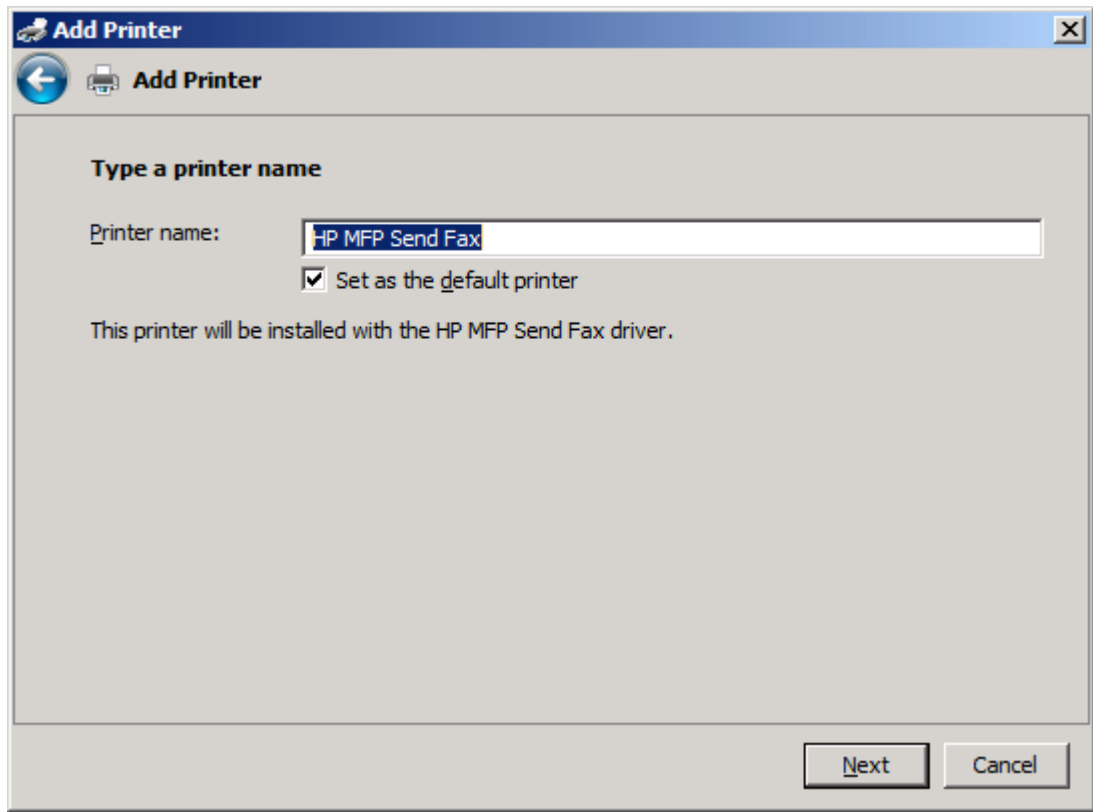 Add Printer
Add Printer
Type a printer name
Printer name: HP MFP Send Fax
Set as the default printer
This printer will be installed with the HP MFP Send Fax driver.
Next Cancel